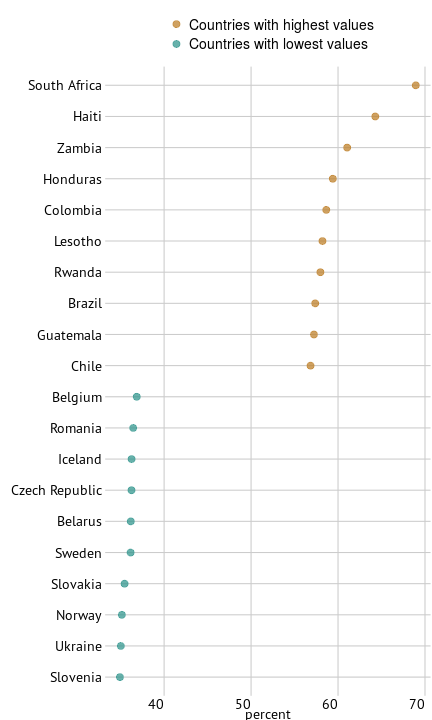 Countries with highest values
Countries with lowest values
South Africa
Haiti
Zambia
Honduras
Colombia
Lesotho
Rwanda
Brazil
Guatemala
Chile
Belgium
Romania
Iceland
Czech Republic
Belarus
Sweden
Slovakia
Norway
Ukraine
Slovenia
40 50 60 70
percent